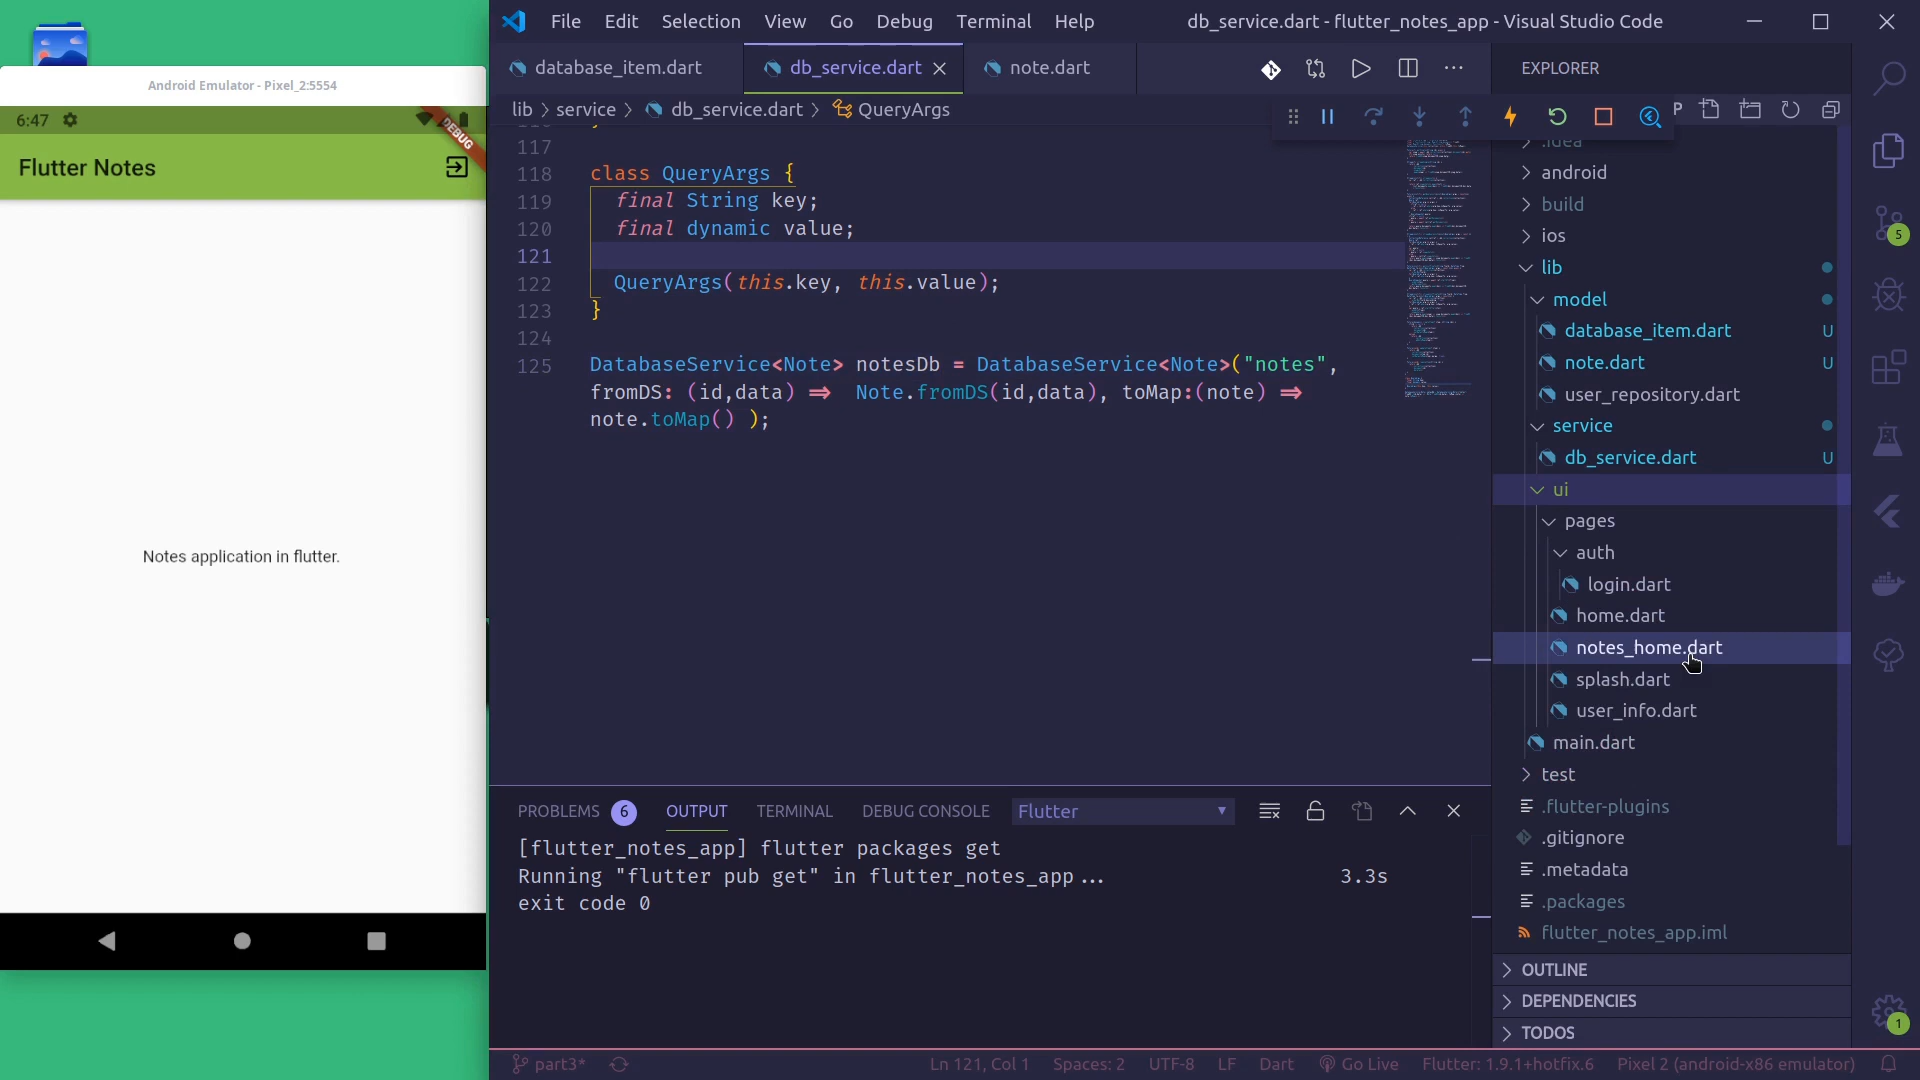 File Edit Selection View Go Debug Terminal Help
db_service.dart - flutter_notes_app - Visual Studio Code
Android Emulator - Pixel_2:5554
6:47
DEBUG
Flutter Notes
Notes application in flutter.
database_item.dart
db_service.dart
note.dart
lib > service > db_service.dart > QueryArgs
117
118 class QueryArgs {
119 final String key;
120 final dynamic value;
121
122 QueryArgs(this.key, this.value);
123 }
124
125 DatabaseService<Note> notesDb = DatabaseService<Note>("notes",
fromDS: (id,data) => Note.fromDS(id,data), toMap:(note) =>
note.toMap() );
PROBLEMS 6 OUTPUT TERMINAL DEBUG CONSOLE Flutter
[flutter_notes_app] flutter packages get
Running "flutter pub get" in flutter_notes_app... 3.3s
exit code 0
EXPLORER
P
.idea
android
build
ios
lib
model
database_item.dart U
note.dart U
user_repository.dart
service
db_service.dart U
ui
pages
auth
login.dart
home.dart
notes_home.dart
splash.dart
user_info.dart
main.dart
test
.flutter-plugins
.gitignore
.metadata
.packages
flutter_notes_app.iml
OUTLINE
DEPENDENCIES
TODOS
5
1
part3* Ln 121, Col 1 Spaces: 2 UTF-8 LF Dart Go Live Flutter: 1.9.1+hotfix.6 Pixel 2 (android-x86 emulator)